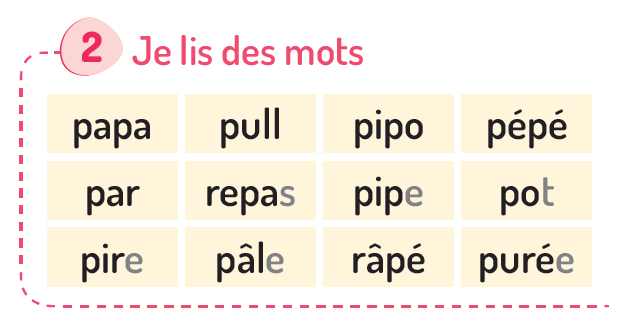 2 Je lis des mots
papa pull pipo pépé
par repas pipe pot
pire pâle râpé purée